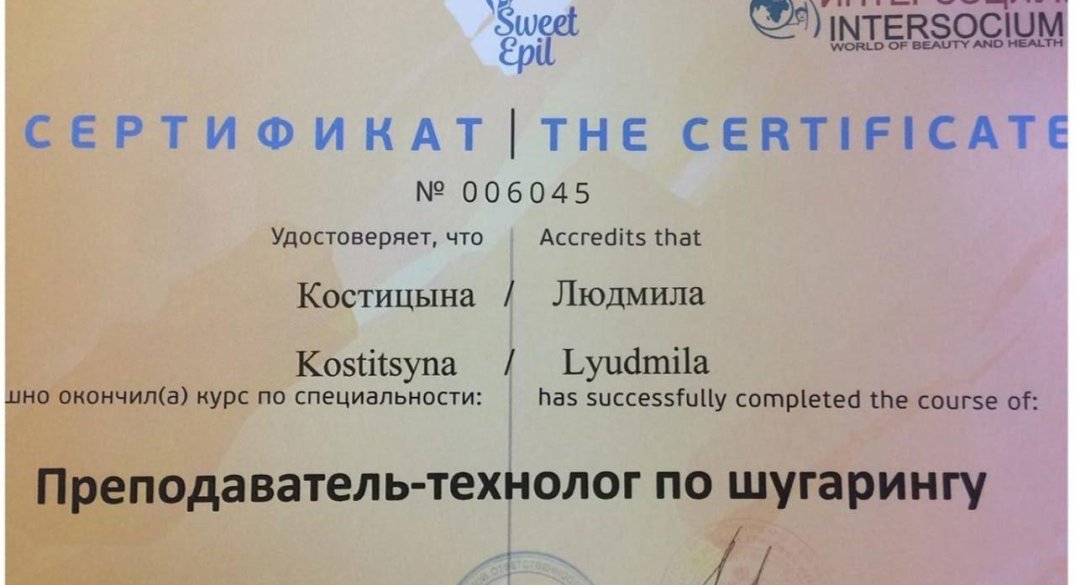 Sweet
Epil
INTERSOCIUM
WORLD OF BEAUTY AND HEALTH
СЕРТИФИКАТ | THE CERTIFICATE
№ 006045
Удостоверяет, что Accredits that
Костицына / Людмила
Kostitsyna / Lyudmila
шно окончил(а) курс по специальности: has successfully completed the course of:
Преподаватель-технолог по шугарингу